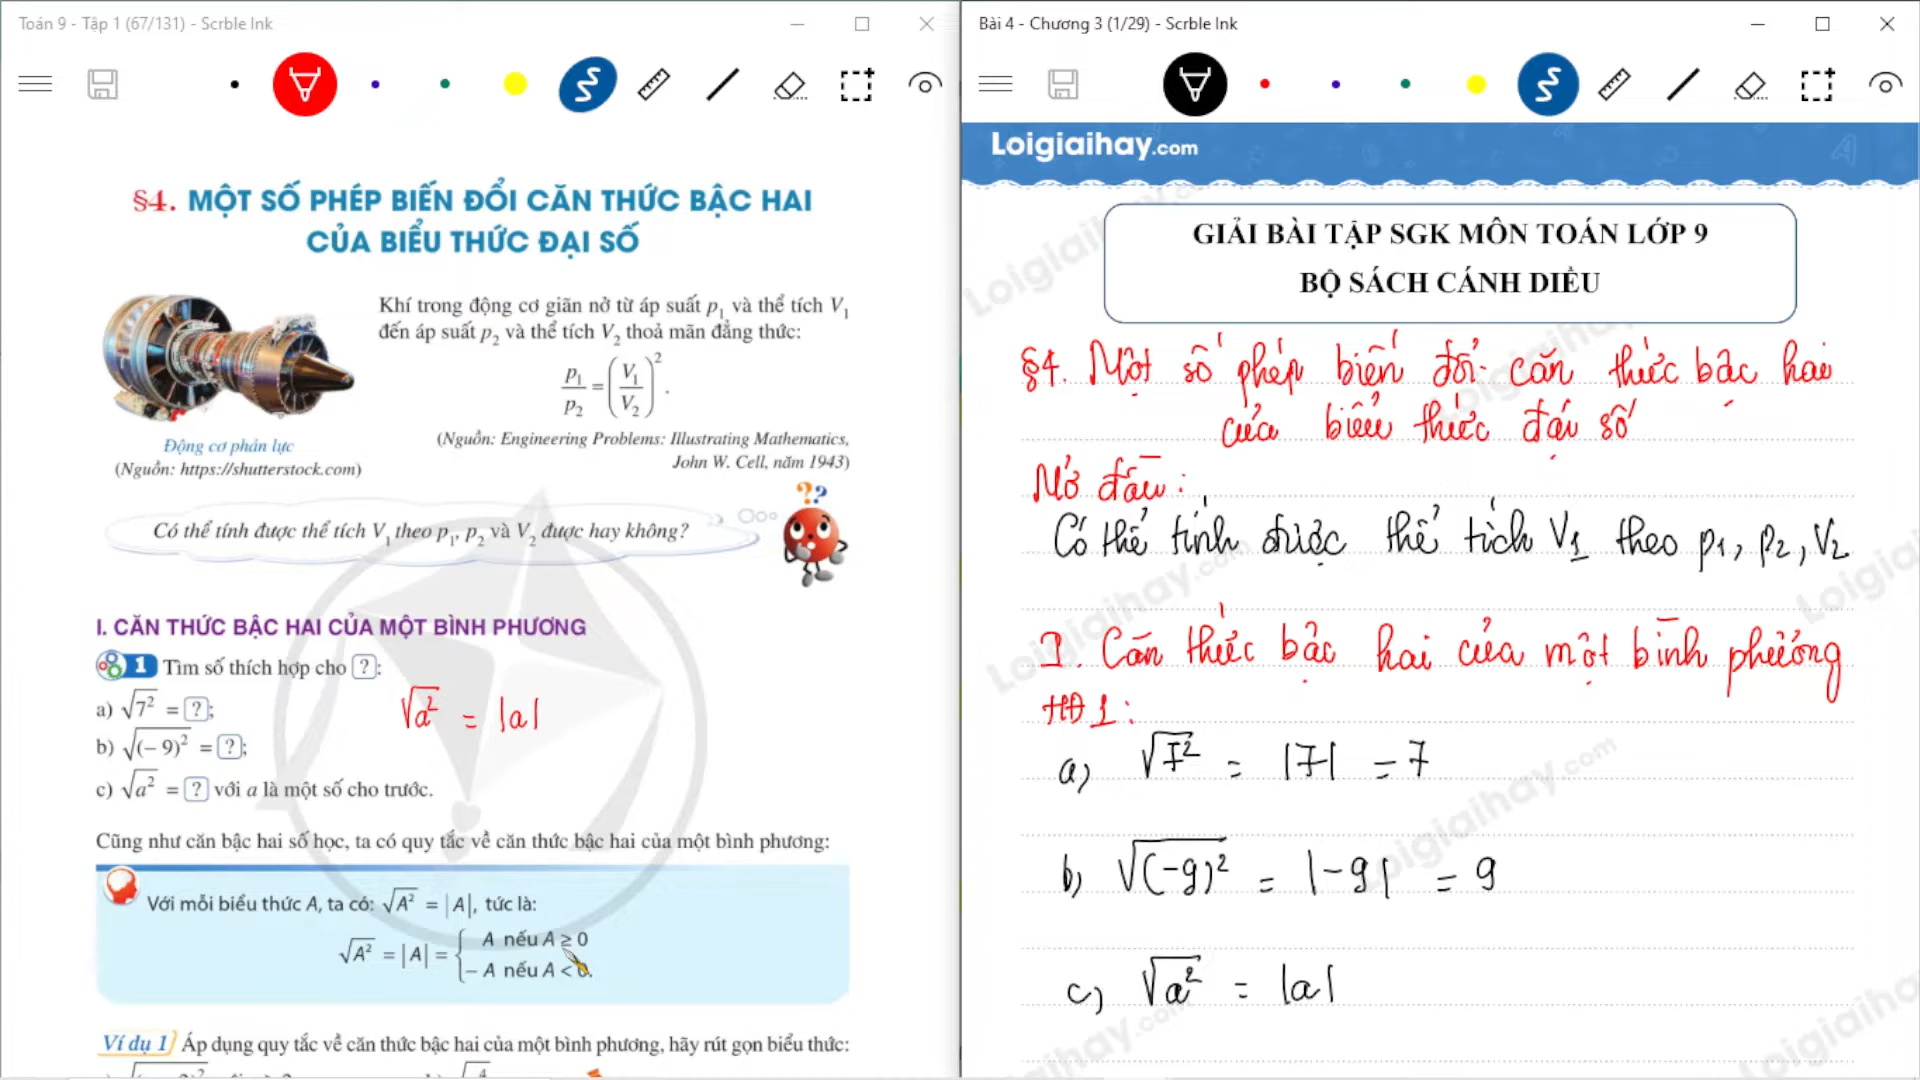 Toán 9 - Tập 1 (67/131) - Scrble Ink
§4. MỘT SỐ PHÉP BIẾN ĐỔI CĂN THỨC BẬC HAI
CỦA BIỂU THỨC ĐẠI SỐ
Khí trong động cơ giãn nở từ áp suất p₁ và thể tích V₁
đến áp suất p₂ và thể tích V₂ thoả mãn đẳng thức:
p₁/p₂ = (V₁/V₂)².
(Nguồn: Engineering Problems: Illustrating Mathematics,
John W. Cell, năm 1943)
Động cơ phản lực
(Nguồn: https://shutterstock.com)
??
Có thể tính được thể tích V₁ theo p₁, p₂ và V₂ được hay không?
I. CĂN THỨC BẬC HAI CỦA MỘT BÌNH PHƯƠNG
1 Tìm số thích hợp cho ? :
a) √7² = ? ;
√a² = |a|
b) √(– 9)² = ? ;
c) √a² = ? với a là một số cho trước.
Cũng như căn bậc hai số học, ta có quy tắc về căn thức bậc hai của một bình phương:
Với mỗi biểu thức A, ta có: √A² = | A|, tức là:
√A² = | A| = { A nếu A ≥ 0
– A nếu A < 0.
Ví dụ 1 Áp dụng quy tắc về căn thức bậc hai của một bình phương, hãy rút gọn biểu thức:
Bài 4 - Chương 3 (1/29) - Scrble Ink
Loigiaihay.com
GIẢI BÀI TẬP SGK MÔN TOÁN LỚP 9
BỘ SÁCH CÁNH DIỀU
§4. Một số phép biến đổi căn thức bậc hai
của biểu thức đại số
Mở đầu:
Có thể tính được thể tích V1 theo p1, p2, V2
I. Căn thức bậc hai của một bình phương
HĐ1:
a) √7² = |7| = 7
b) √(-9)² = |-9| = 9
c) √a² = |a|
Loigiaihay.com